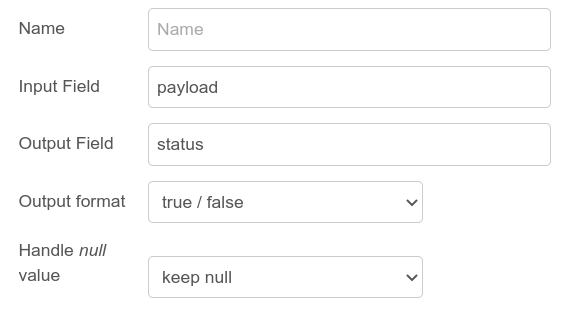 Name Name
Input Field payload
Output Field status
Output format true / false
Handle null
value keep null